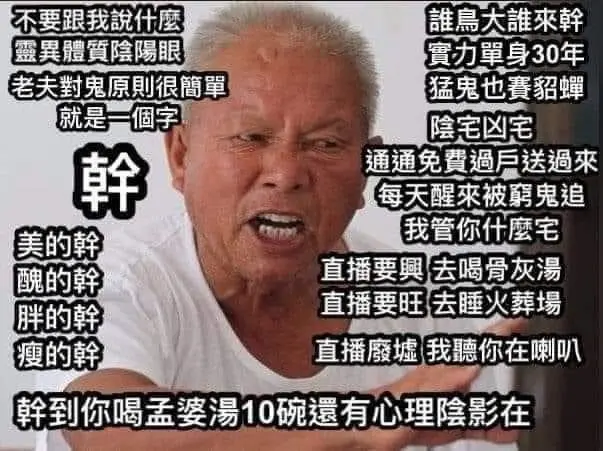 不要跟我說什麼
靈異體質陰陽眼
老夫對鬼原則很簡單
就是一個字
幹
美的幹
醜的幹
胖的幹
瘦的幹
誰鳥大誰來幹
實力單身30年
猛鬼也賽貂蟬
陰宅凶宅
通通免費過戶送過來
每天醒來被窮鬼追
我管你什麼宅
直播要興 去喝骨灰湯
直播要旺 去睡火葬場
直播廢墟 我聽你在喇叭
幹到你喝孟婆湯10碗還有心理陰影在